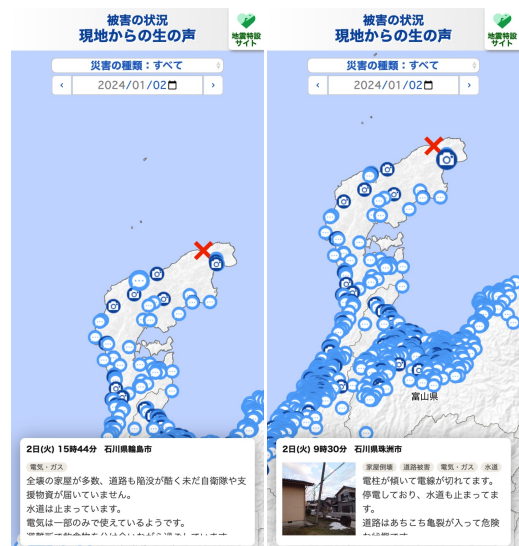 被害の状況
現地からの生の声
地震特設
サイト
災害の種類：すべて
2024/01/02
2日(火) 15時44分 石川県輪島市
電気・ガス
全壊の家屋が多数、道路も陥没が酷く未だ自衛隊や支
援物資が届いていません。
水道は止まっています。
電気は一部のみで使えているようです。
被害の状況
現地からの生の声
地震特設
サイト
災害の種類：すべて
2024/01/02
富山県
2日(火) 9時30分 石川県珠洲市
家屋倒壊 道路被害 電気・ガス 水道
電柱が傾いて電線が切れてます。
停電しており、水道も止まってま
す。
道路はあちこち亀裂が入って危険